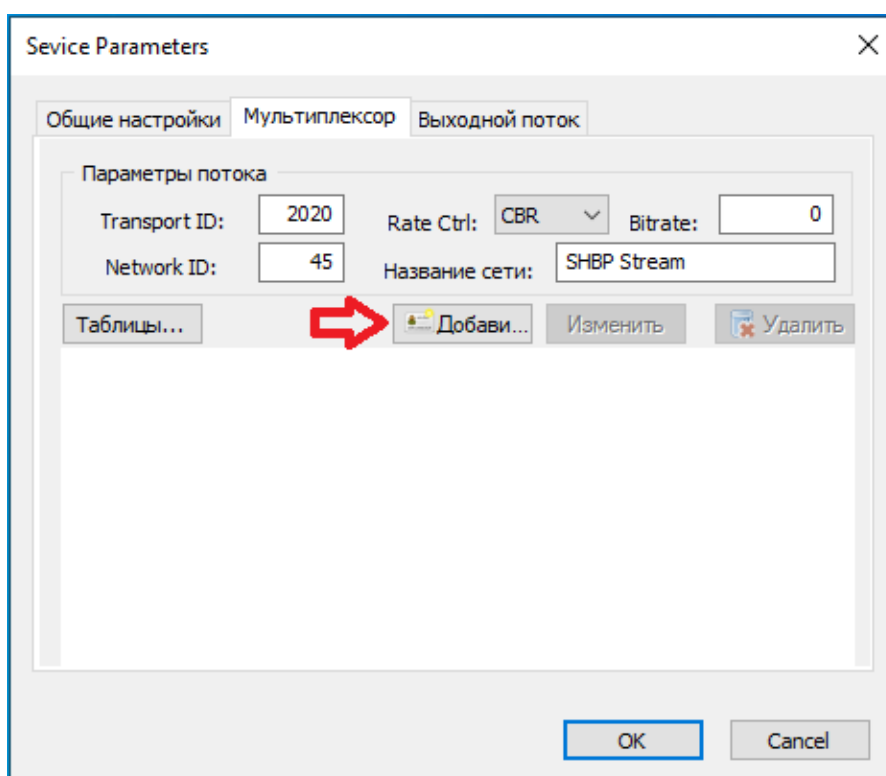 Sevice Parameters
Общие настройки Мультиплексор Выходной поток
Параметры потока
Transport ID: 2020 Rate Ctrl: CBR Bitrate: 0
Network ID: 45 Название сети: SHBP Stream
Таблицы... Добави... Изменить Удалить
OK Cancel